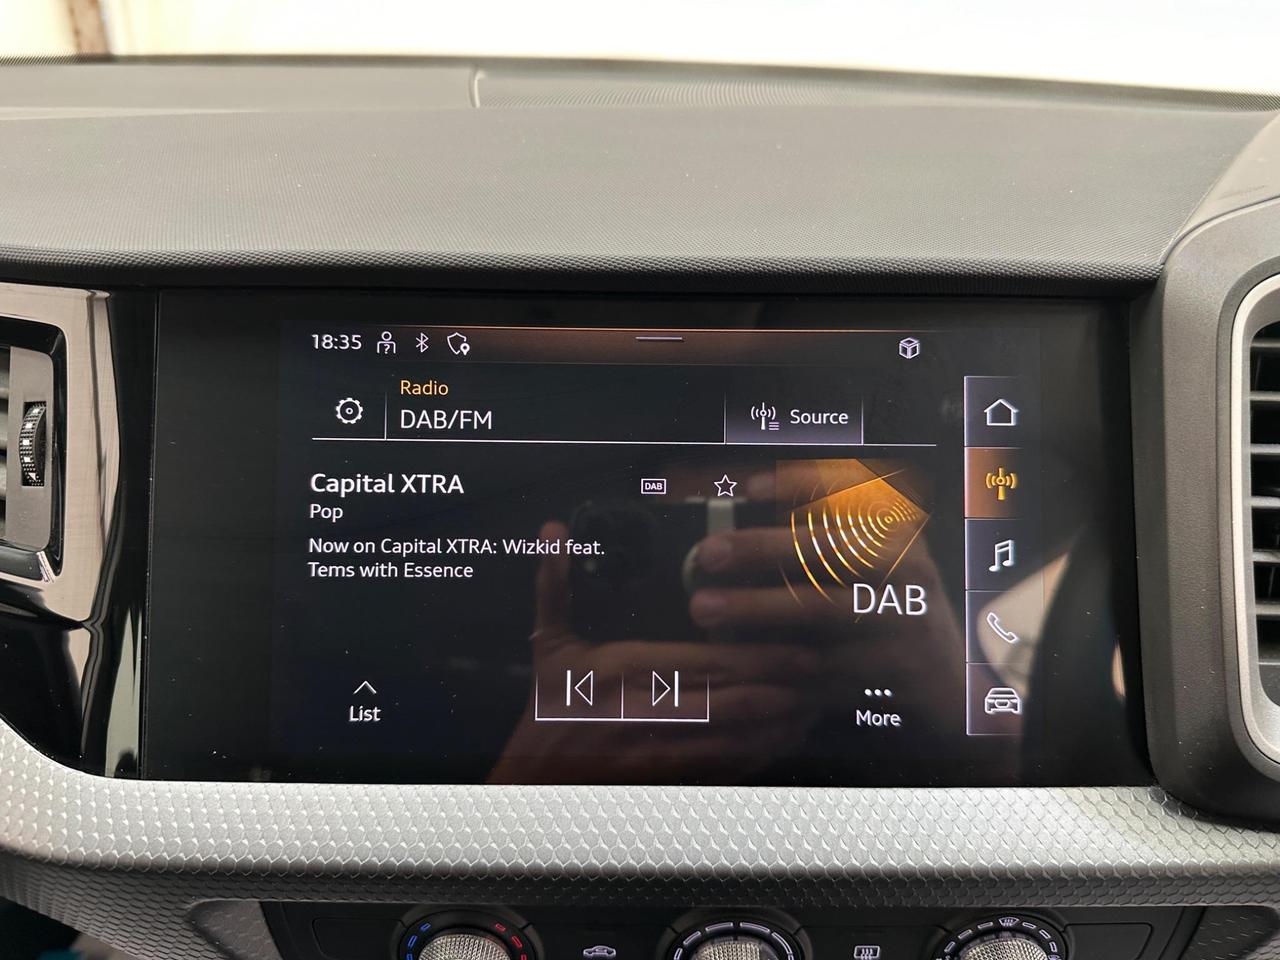 18:35
Radio
DAB/FM
Source
Capital XTRA
DAB
Pop
Now on Capital XTRA: Wizkid feat.
Tems with Essence
DAB
List
More